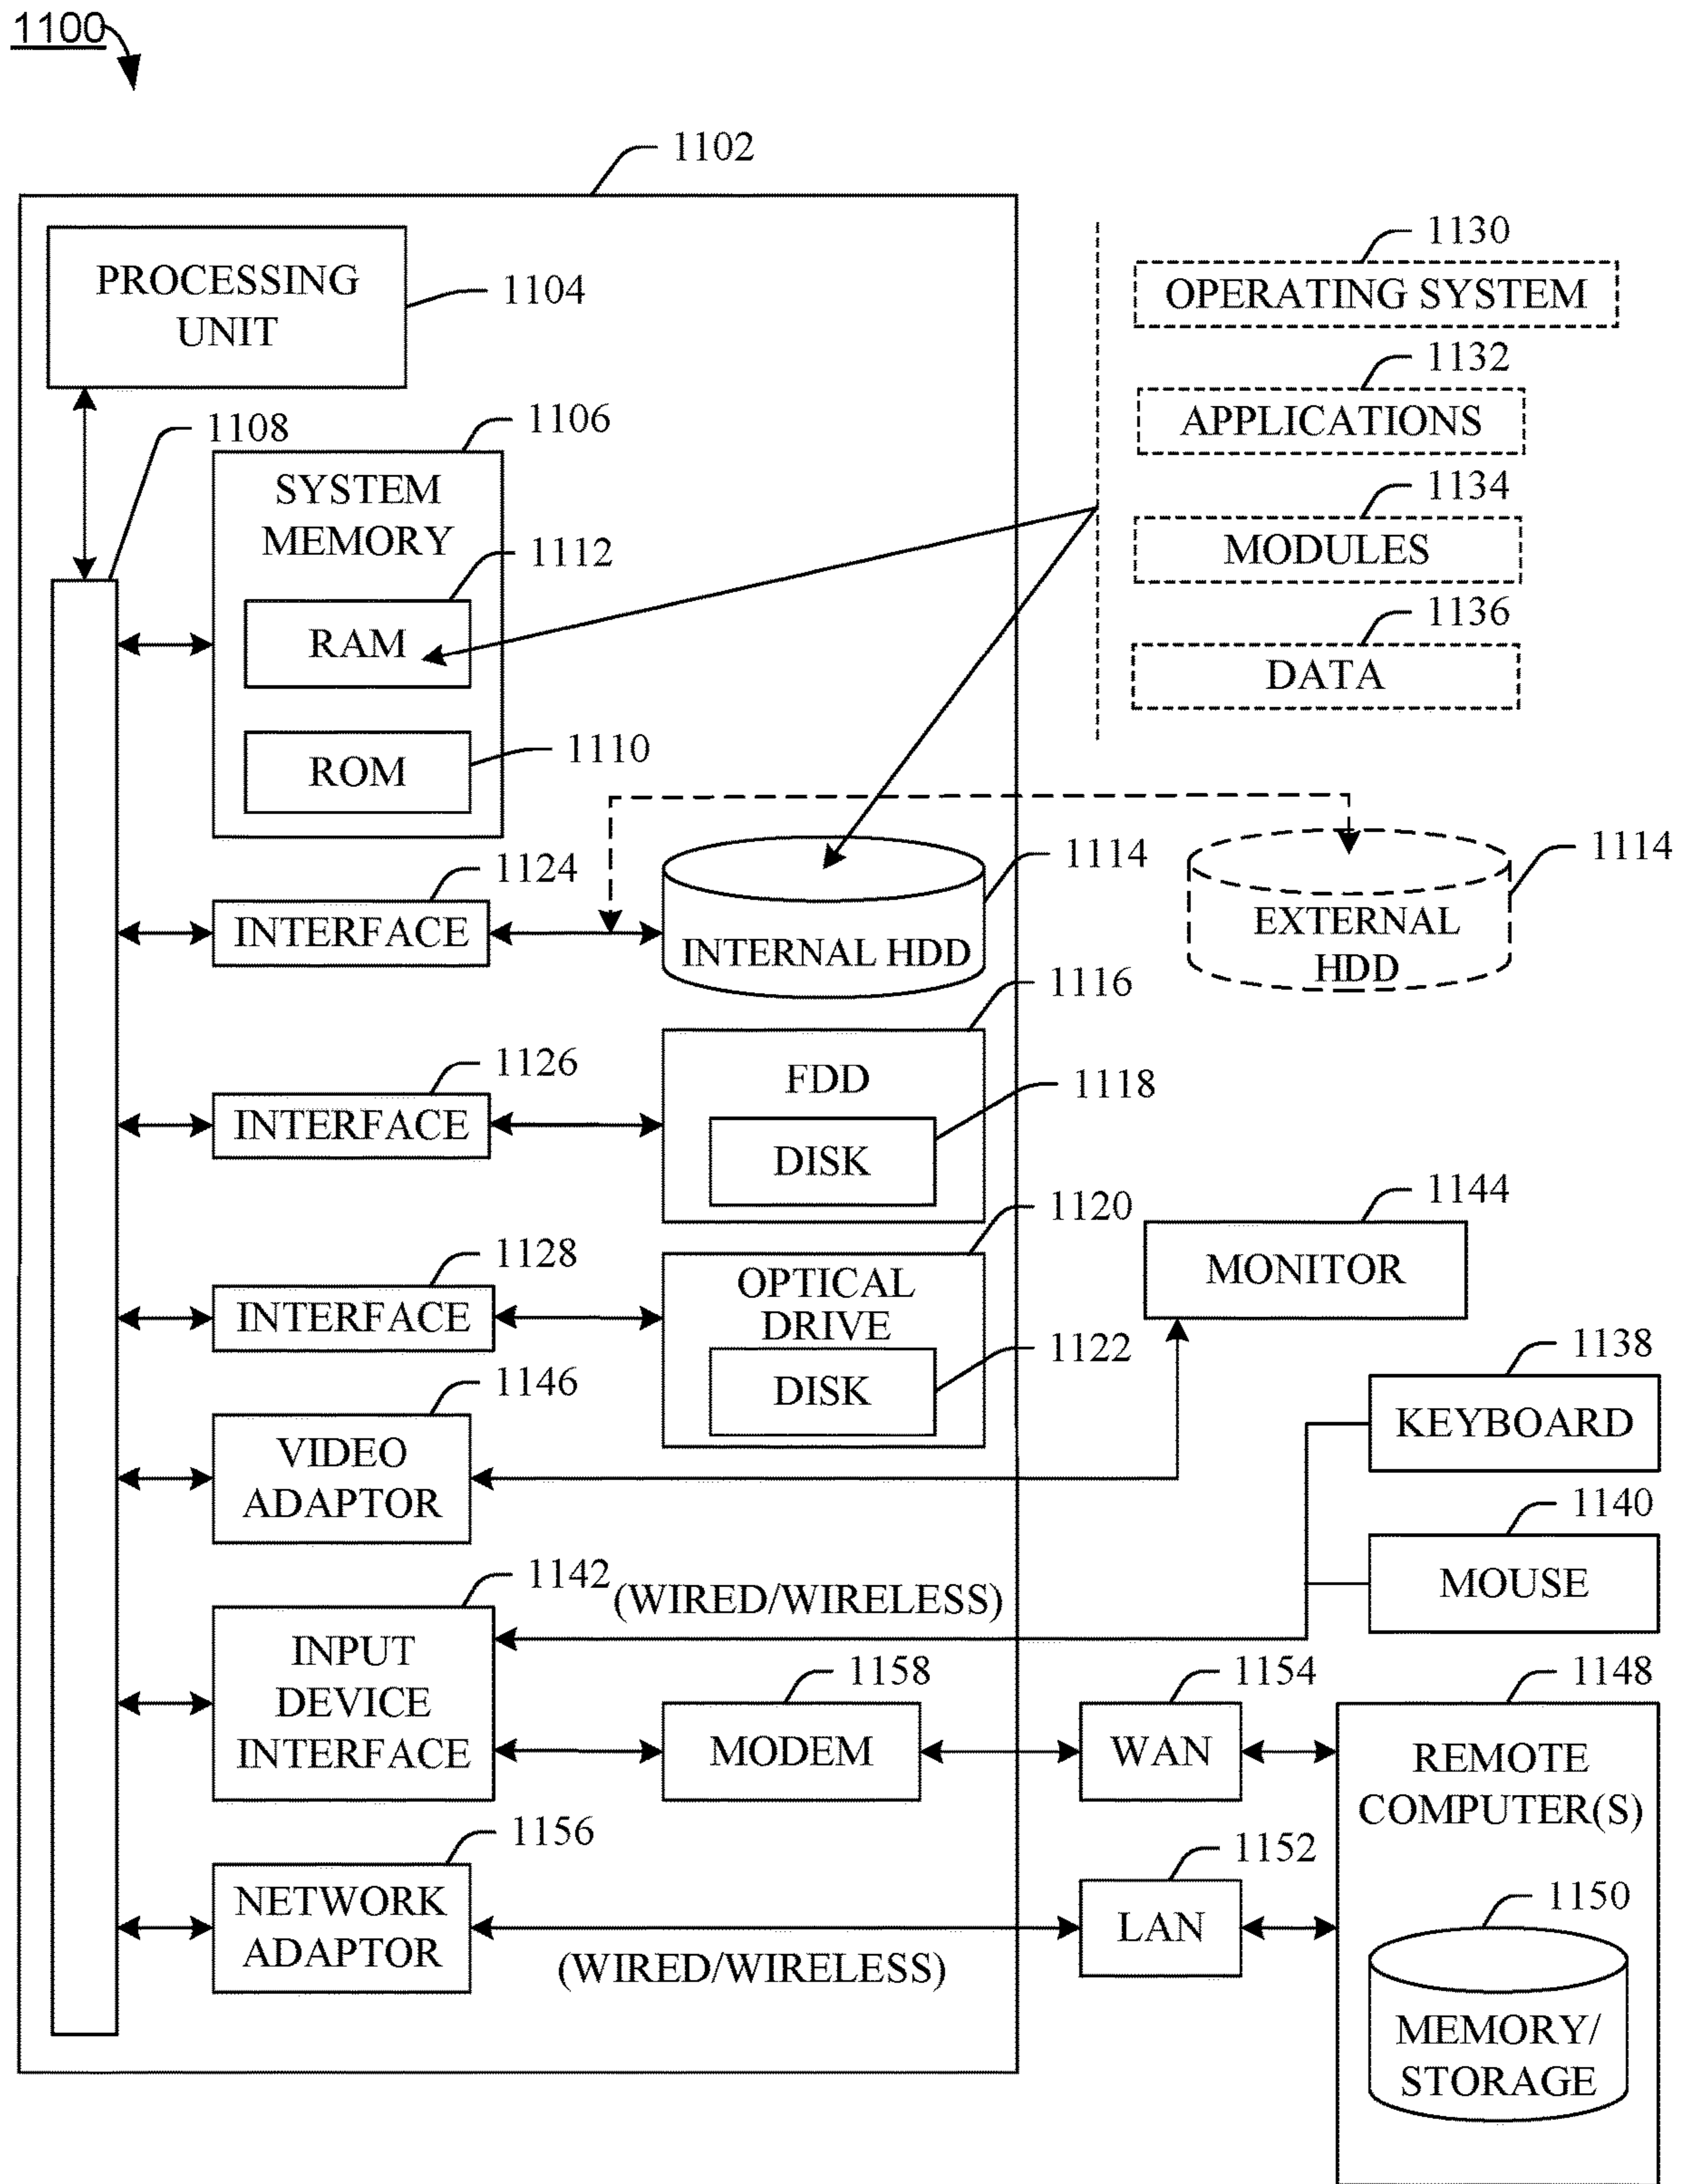 1100
1102
PROCESSING
UNIT
1104
1130
OPERATING SYSTEM
1132
APPLICATIONS
1134
MODULES
1136
DATA
1108
1106
SYSTEM
MEMORY
1112
RAM
1110
ROM
1124
INTERFACE
1114
INTERNAL HDD
1114
EXTERNAL
HDD
1126
INTERFACE
1116
FDD
1118
DISK
1128
INTERFACE
1120
OPTICAL
DRIVE
1122
DISK
1144
MONITOR
1146
VIDEO
ADAPTOR
1138
KEYBOARD
1140
MOUSE
1142
(WIRED/WIRELESS)
INPUT
DEVICE
INTERFACE
1158
MODEM
1154
WAN
1148
REMOTE
COMPUTER(S)
1156
NETWORK
ADAPTOR
(WIRED/WIRELESS)
1152
LAN
1150
MEMORY/
STORAGE